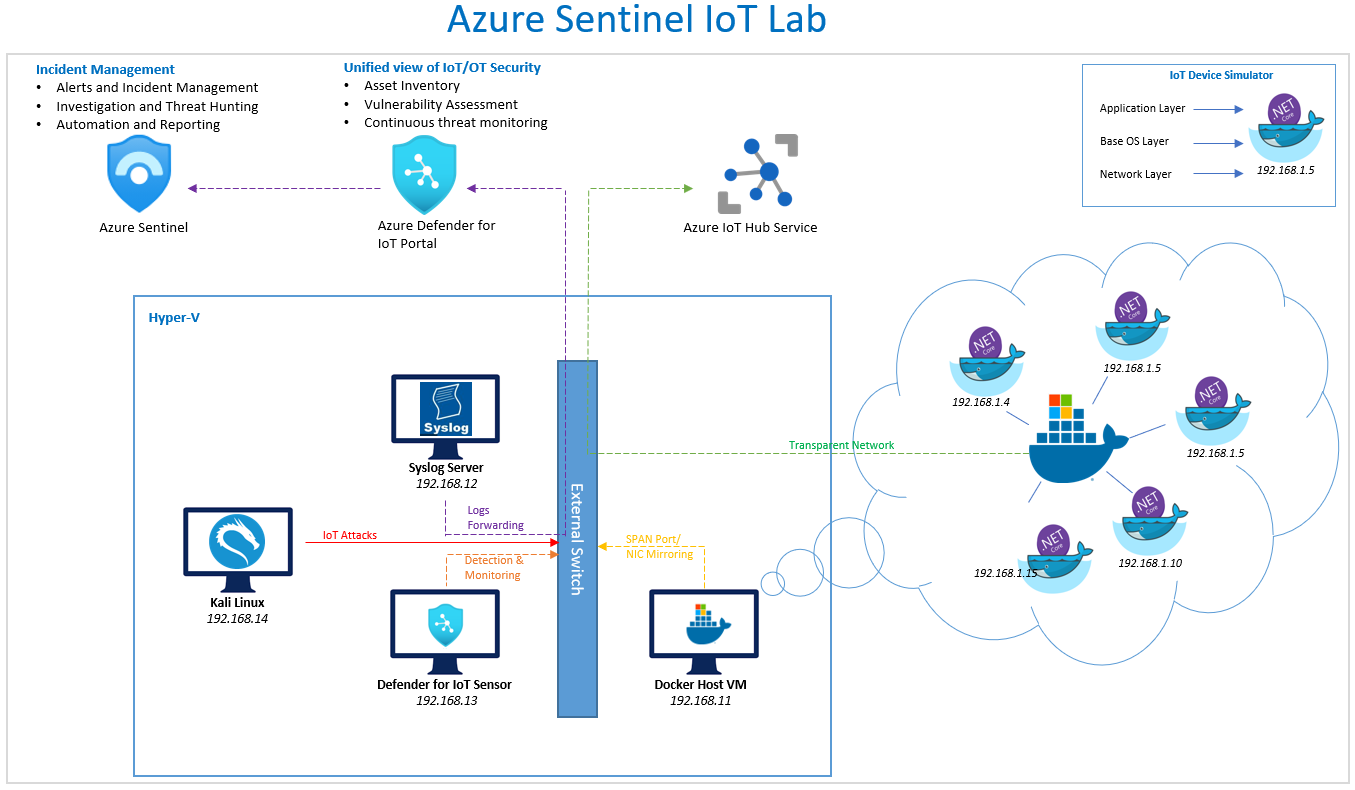 Azure Sentinel IoT Lab
Incident Management
• Alerts and Incident Management
• Investigation and Threat Hunting
• Automation and Reporting
Azure Sentinel
Unified view of IoT/OT Security
• Asset Inventory
• Vulnerability Assessment
• Continuous threat monitoring
Azure Defender for
IoT Portal
Azure IoT Hub Service
IoT Device Simulator
Application Layer
Base OS Layer
Network Layer
.NET
Core
192.168.1.5
Hyper-V
Syslog
Syslog Server
192.168.12
Logs
Forwarding
IoT Attacks
Detection &
Monitoring
Kali Linux
192.168.14
Defender for IoT Sensor
192.168.13
External Switch
SPAN Port/
NIC Mirroring
Docker Host VM
192.168.11
Transparent Network
.NET
Core
192.168.1.4
.NET
Core
192.168.1.5
.NET
Core
192.168.1.5
.NET
Core
192.168.1.10
.NET
Core
192.168.1.15